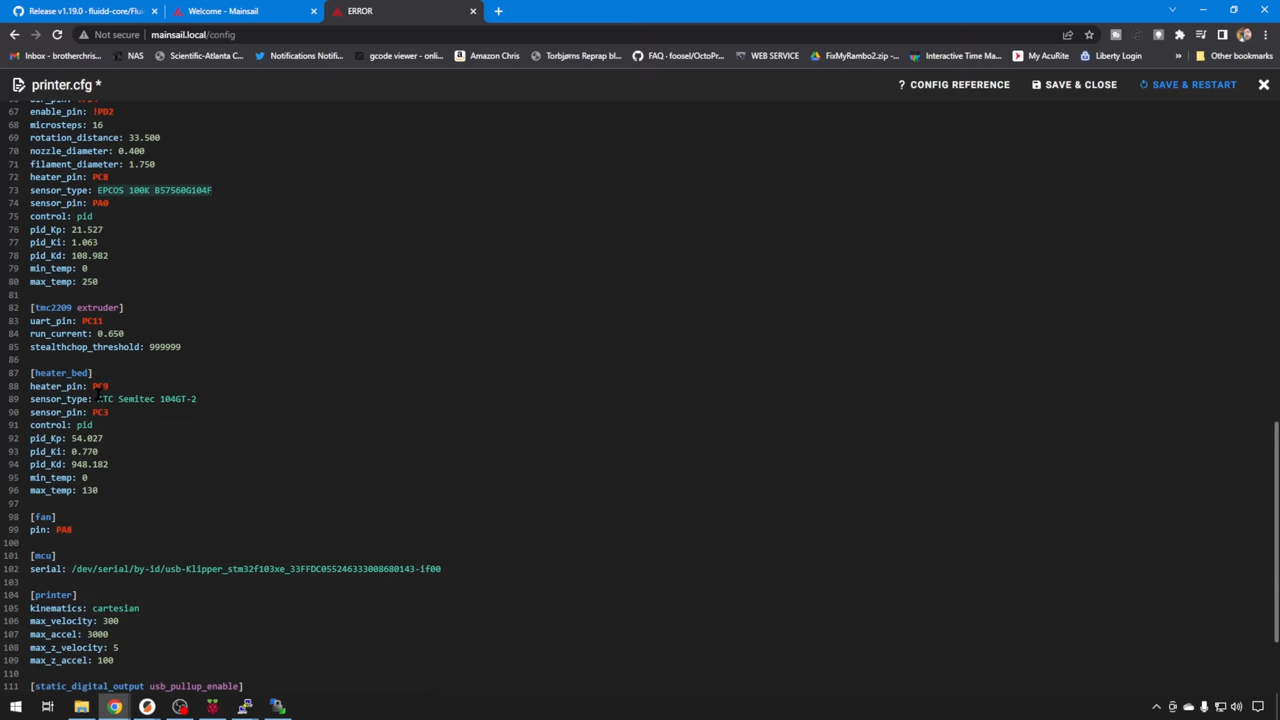 Release v1.19.0 · fluidd-core/Flui
Welcome - Mainsail
ERROR
Not secure
mainsail.local/config
Inbox - brotherchris...
NAS
Scientific-Atlanta C...
Notifications Notifi...
gcode viewer - onlin...
Amazon Chris
Torbjørns Reprap bl...
FAQ · foosel/OctoPr...
WEB SERVICE
FixMyRambo2.zip -...
Interactive Time Mar...
My AcuRite
Liberty Login
»
Other bookmarks
printer.cfg *
? CONFIG REFERENCE
SAVE & CLOSE
SAVE & RESTART
67 enable_pin: !PD2
68 microsteps: 16
69 rotation_distance: 33.500
70 nozzle_diameter: 0.400
71 filament_diameter: 1.750
72 heater_pin: PC8
73 sensor_type: EPCOS 100K B57560G104F
74 sensor_pin: PA0
75 control: pid
76 pid_Kp: 21.527
77 pid_Ki: 1.063
78 pid_Kd: 108.982
79 min_temp: 0
80 max_temp: 250
81
82 [tmc2209 extruder]
83 uart_pin: PC11
84 run_current: 0.650
85 stealthchop_threshold: 999999
86
87 [heater_bed]
88 heater_pin: PC9
89 sensor_type: ATC Semitec 104GT-2
90 sensor_pin: PC3
91 control: pid
92 pid_Kp: 54.027
93 pid_Ki: 0.770
94 pid_Kd: 948.182
95 min_temp: 0
96 max_temp: 130
97
98 [fan]
99 pin: PA8
100
101 [mcu]
102 serial: /dev/serial/by-id/usb-Klipper_stm32f103xe_33FFDC055246333008680143-if00
103
104 [printer]
105 kinematics: cartesian
106 max_velocity: 300
107 max_accel: 3000
108 max_z_velocity: 5
109 max_z_accel: 100
110
111 [static_digital_output usb_pullup_enable]